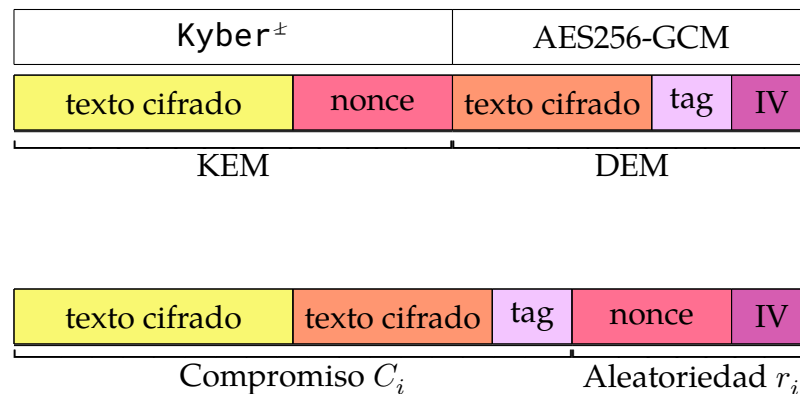 Kyber± AES256-GCM
texto cifrado nonce texto cifrado tag IV
KEM DEM
texto cifrado texto cifrado tag nonce IV
Compromiso C_i Aleatoriedad r_i